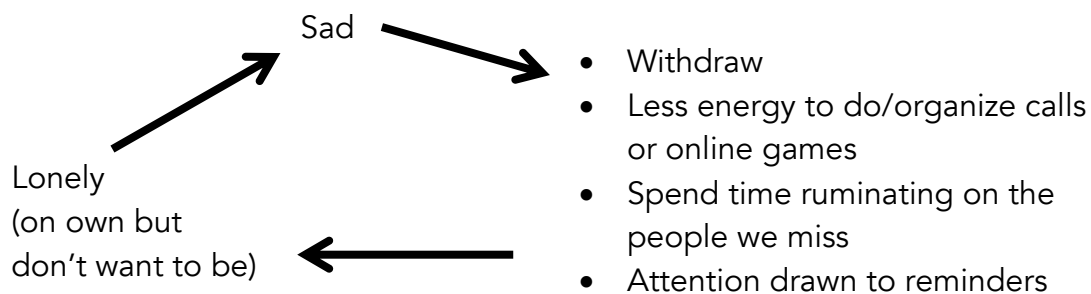 Sad
• Withdraw
• Less energy to do/organize calls
or online games
• Spend time ruminating on the
people we miss
• Attention drawn to reminders
Lonely
(on own but
don't want to be)